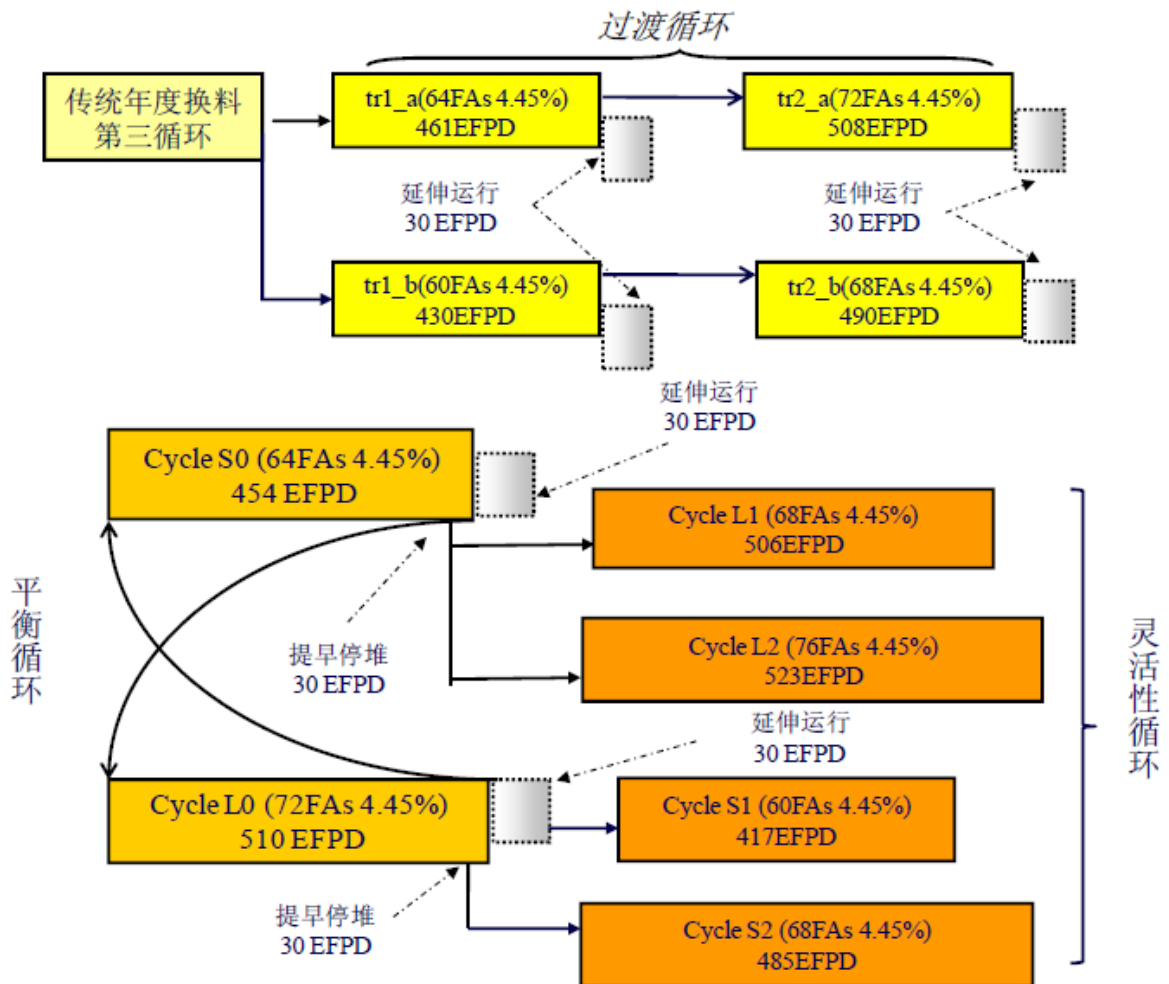 过渡循环
传统年度换料
第三循环
tr1_a(64FAs 4.45%)
461EFPD
tr2_a(72FAs 4.45%)
508EFPD
延伸运行
30 EFPD
延伸运行
30 EFPD
tr1_b(60FAs 4.45%)
430EFPD
tr2_b(68FAs 4.45%)
490EFPD
延伸运行
30 EFPD
Cycle S0 (64FAs 4.45%)
454 EFPD
Cycle L1 (68FAs 4.45%)
506EFPD
平衡循环
提早停堆
30 EFPD
Cycle L2 (76FAs 4.45%)
523EFPD
灵活性循环
延伸运行
30 EFPD
Cycle L0 (72FAs 4.45%)
510 EFPD
Cycle S1 (60FAs 4.45%)
417EFPD
提早停堆
30 EFPD
Cycle S2 (68FAs 4.45%)
485EFPD